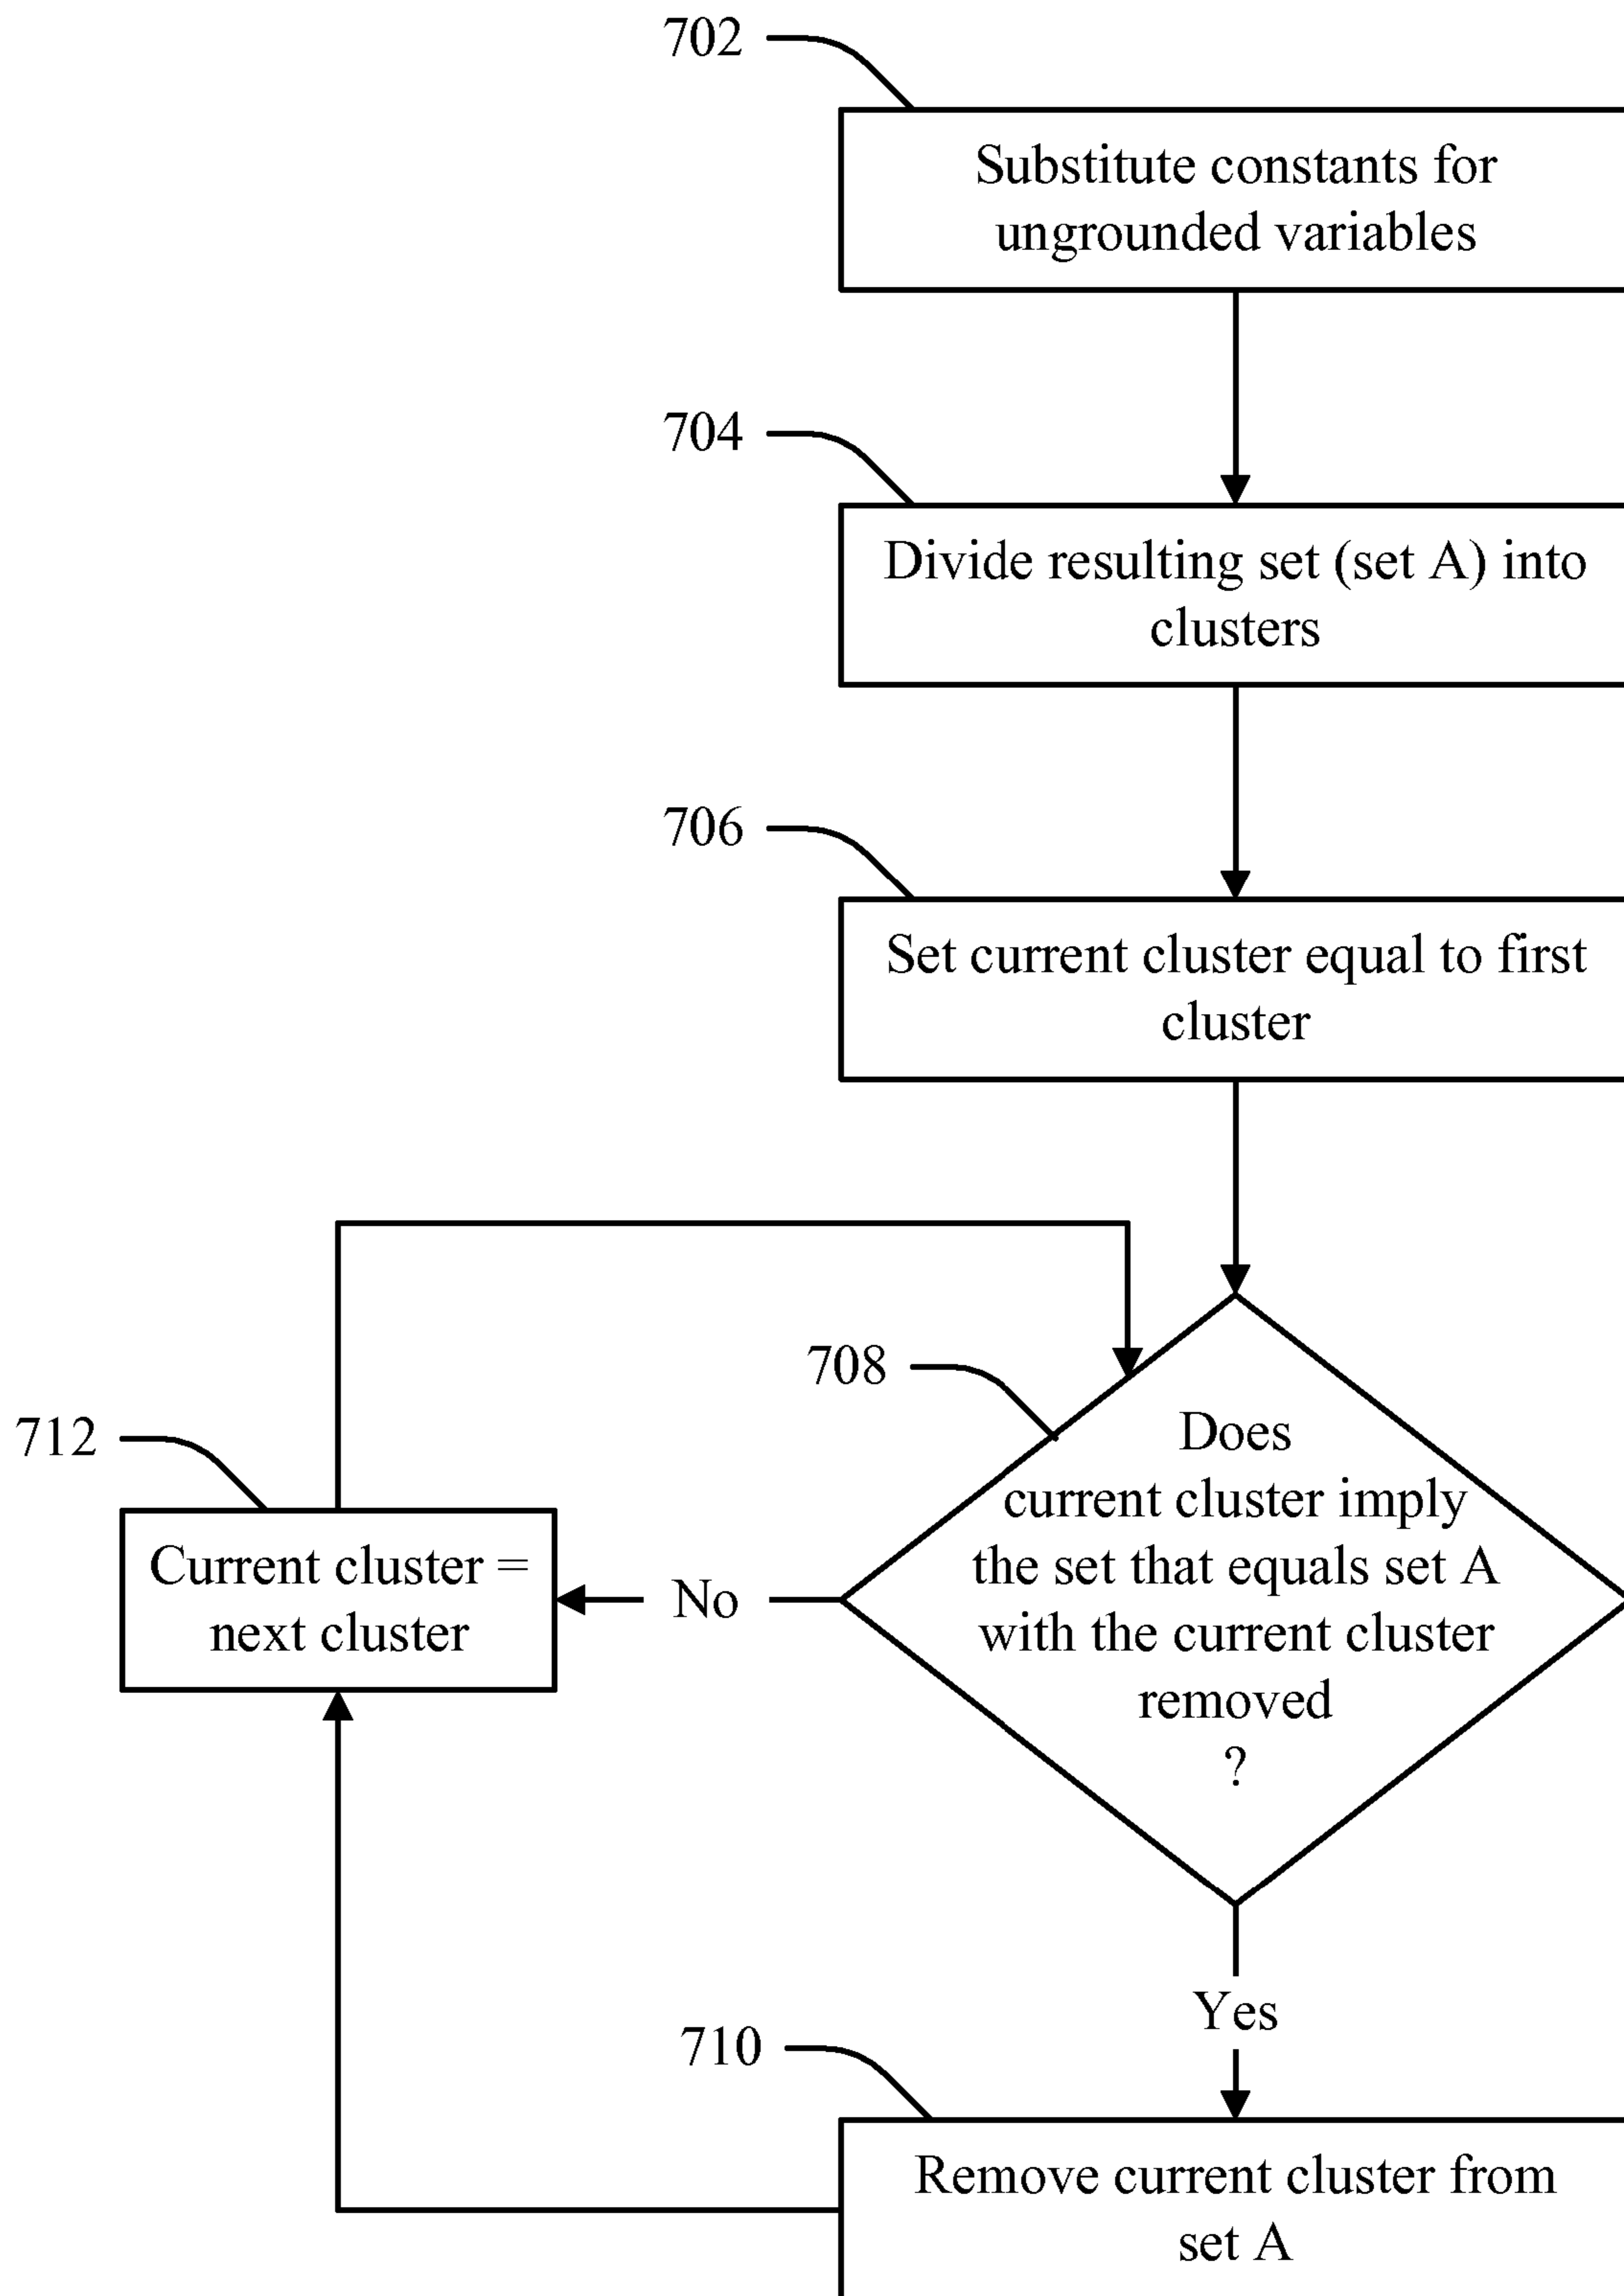 702
Substitute constants for
ungrounded variables
704
Divide resulting set (set A) into
clusters
706
Set current cluster equal to first
cluster
708
Does
current cluster imply
the set that equals set A
with the current cluster
removed
?
712
Current cluster =
next cluster
No
Yes
710
Remove current cluster from
set A